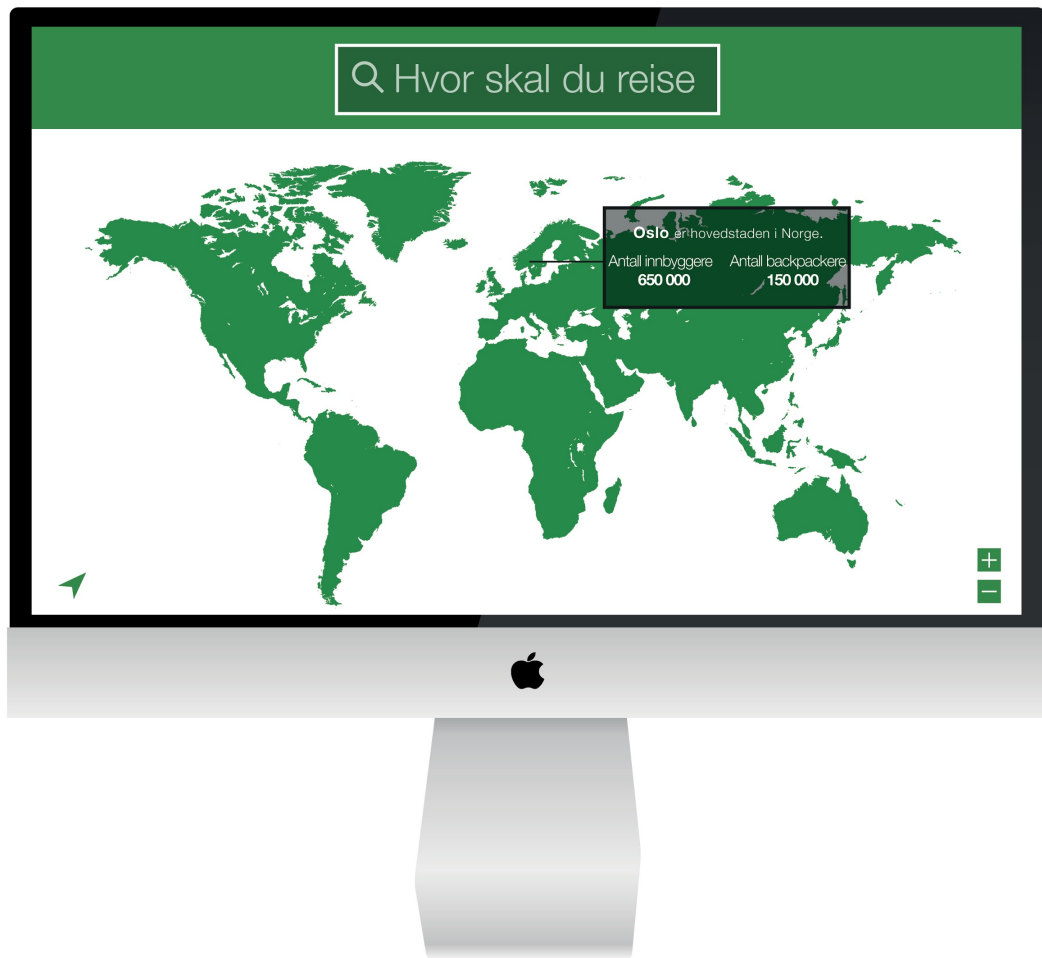 Hvor skal du reise
Oslo er hovedstaden i Norge.
Antall innbyggere Antall backpackere
650 000 150 000